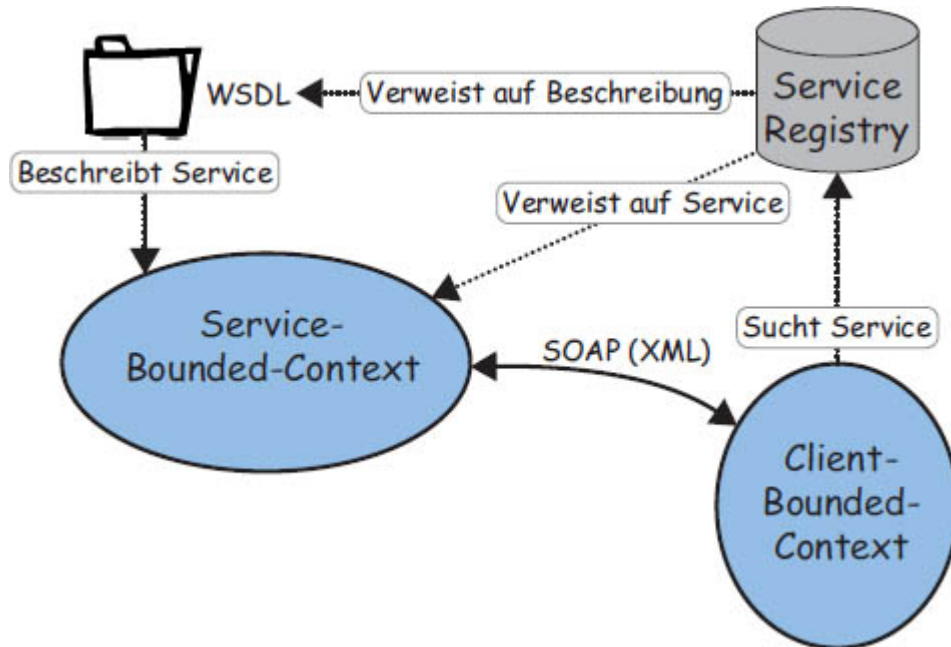 WSDL
Verweist auf Beschreibung
Service
Registry
Beschreibt Service
Verweist auf Service
Service-
Bounded-Context
SOAP (XML)
Sucht Service
Client-
Bounded-
Context